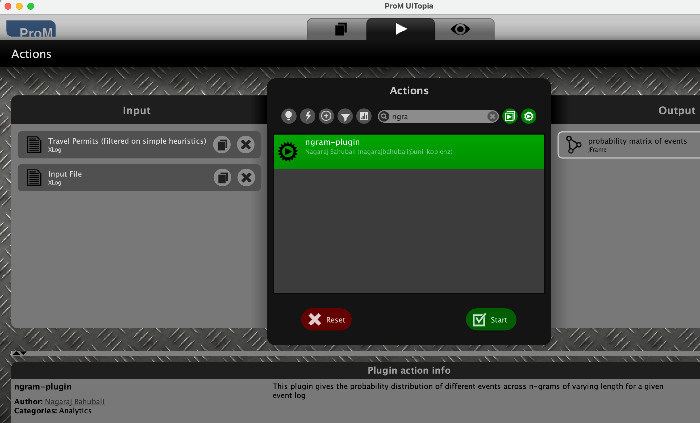 ProM UITopia
ProM
Actions
Input
Travel Permits (filtered on simple heuristics)
XLog
Input File
XLog
Actions
ngra
ngram-plugin
Nagaraj Bahubali (nagarajbahubali@uni-koblenz)
Reset
Start
Output
probability matrix of events
Frame
Plugin action info
ngram-plugin
Author: Nagaraj Bahubali
Categories: Analytics
This plugin gives the probability distribution of different events across n-grams of varying length for a given
event log